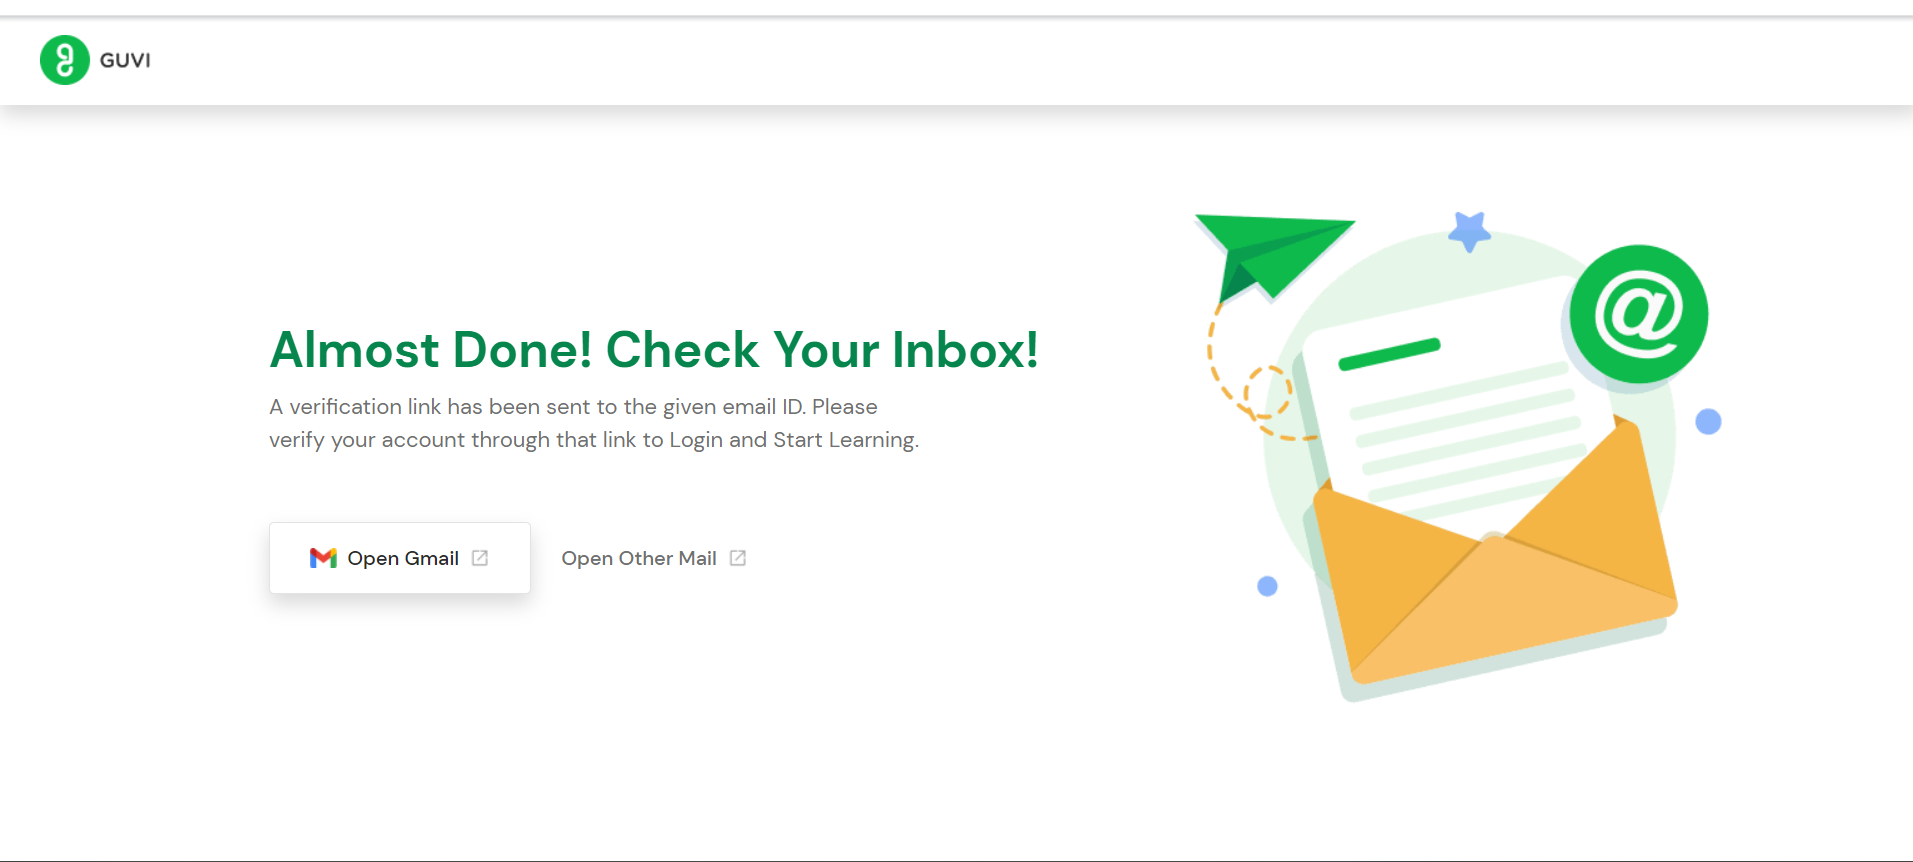 GUVI
Almost Done! Check Your Inbox!
A verification link has been sent to the given email ID. Please
verify your account through that link to Login and Start Learning.
Open Gmail
Open Other Mail